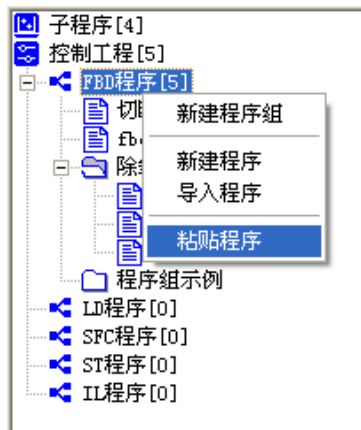 子程序[4]
控制工程[5]
FBD程序[5]
新建程序组
新建程序
导入程序
粘贴程序
程序组示例
LD程序[0]
SFC程序[0]
ST程序[0]
IL程序[0]